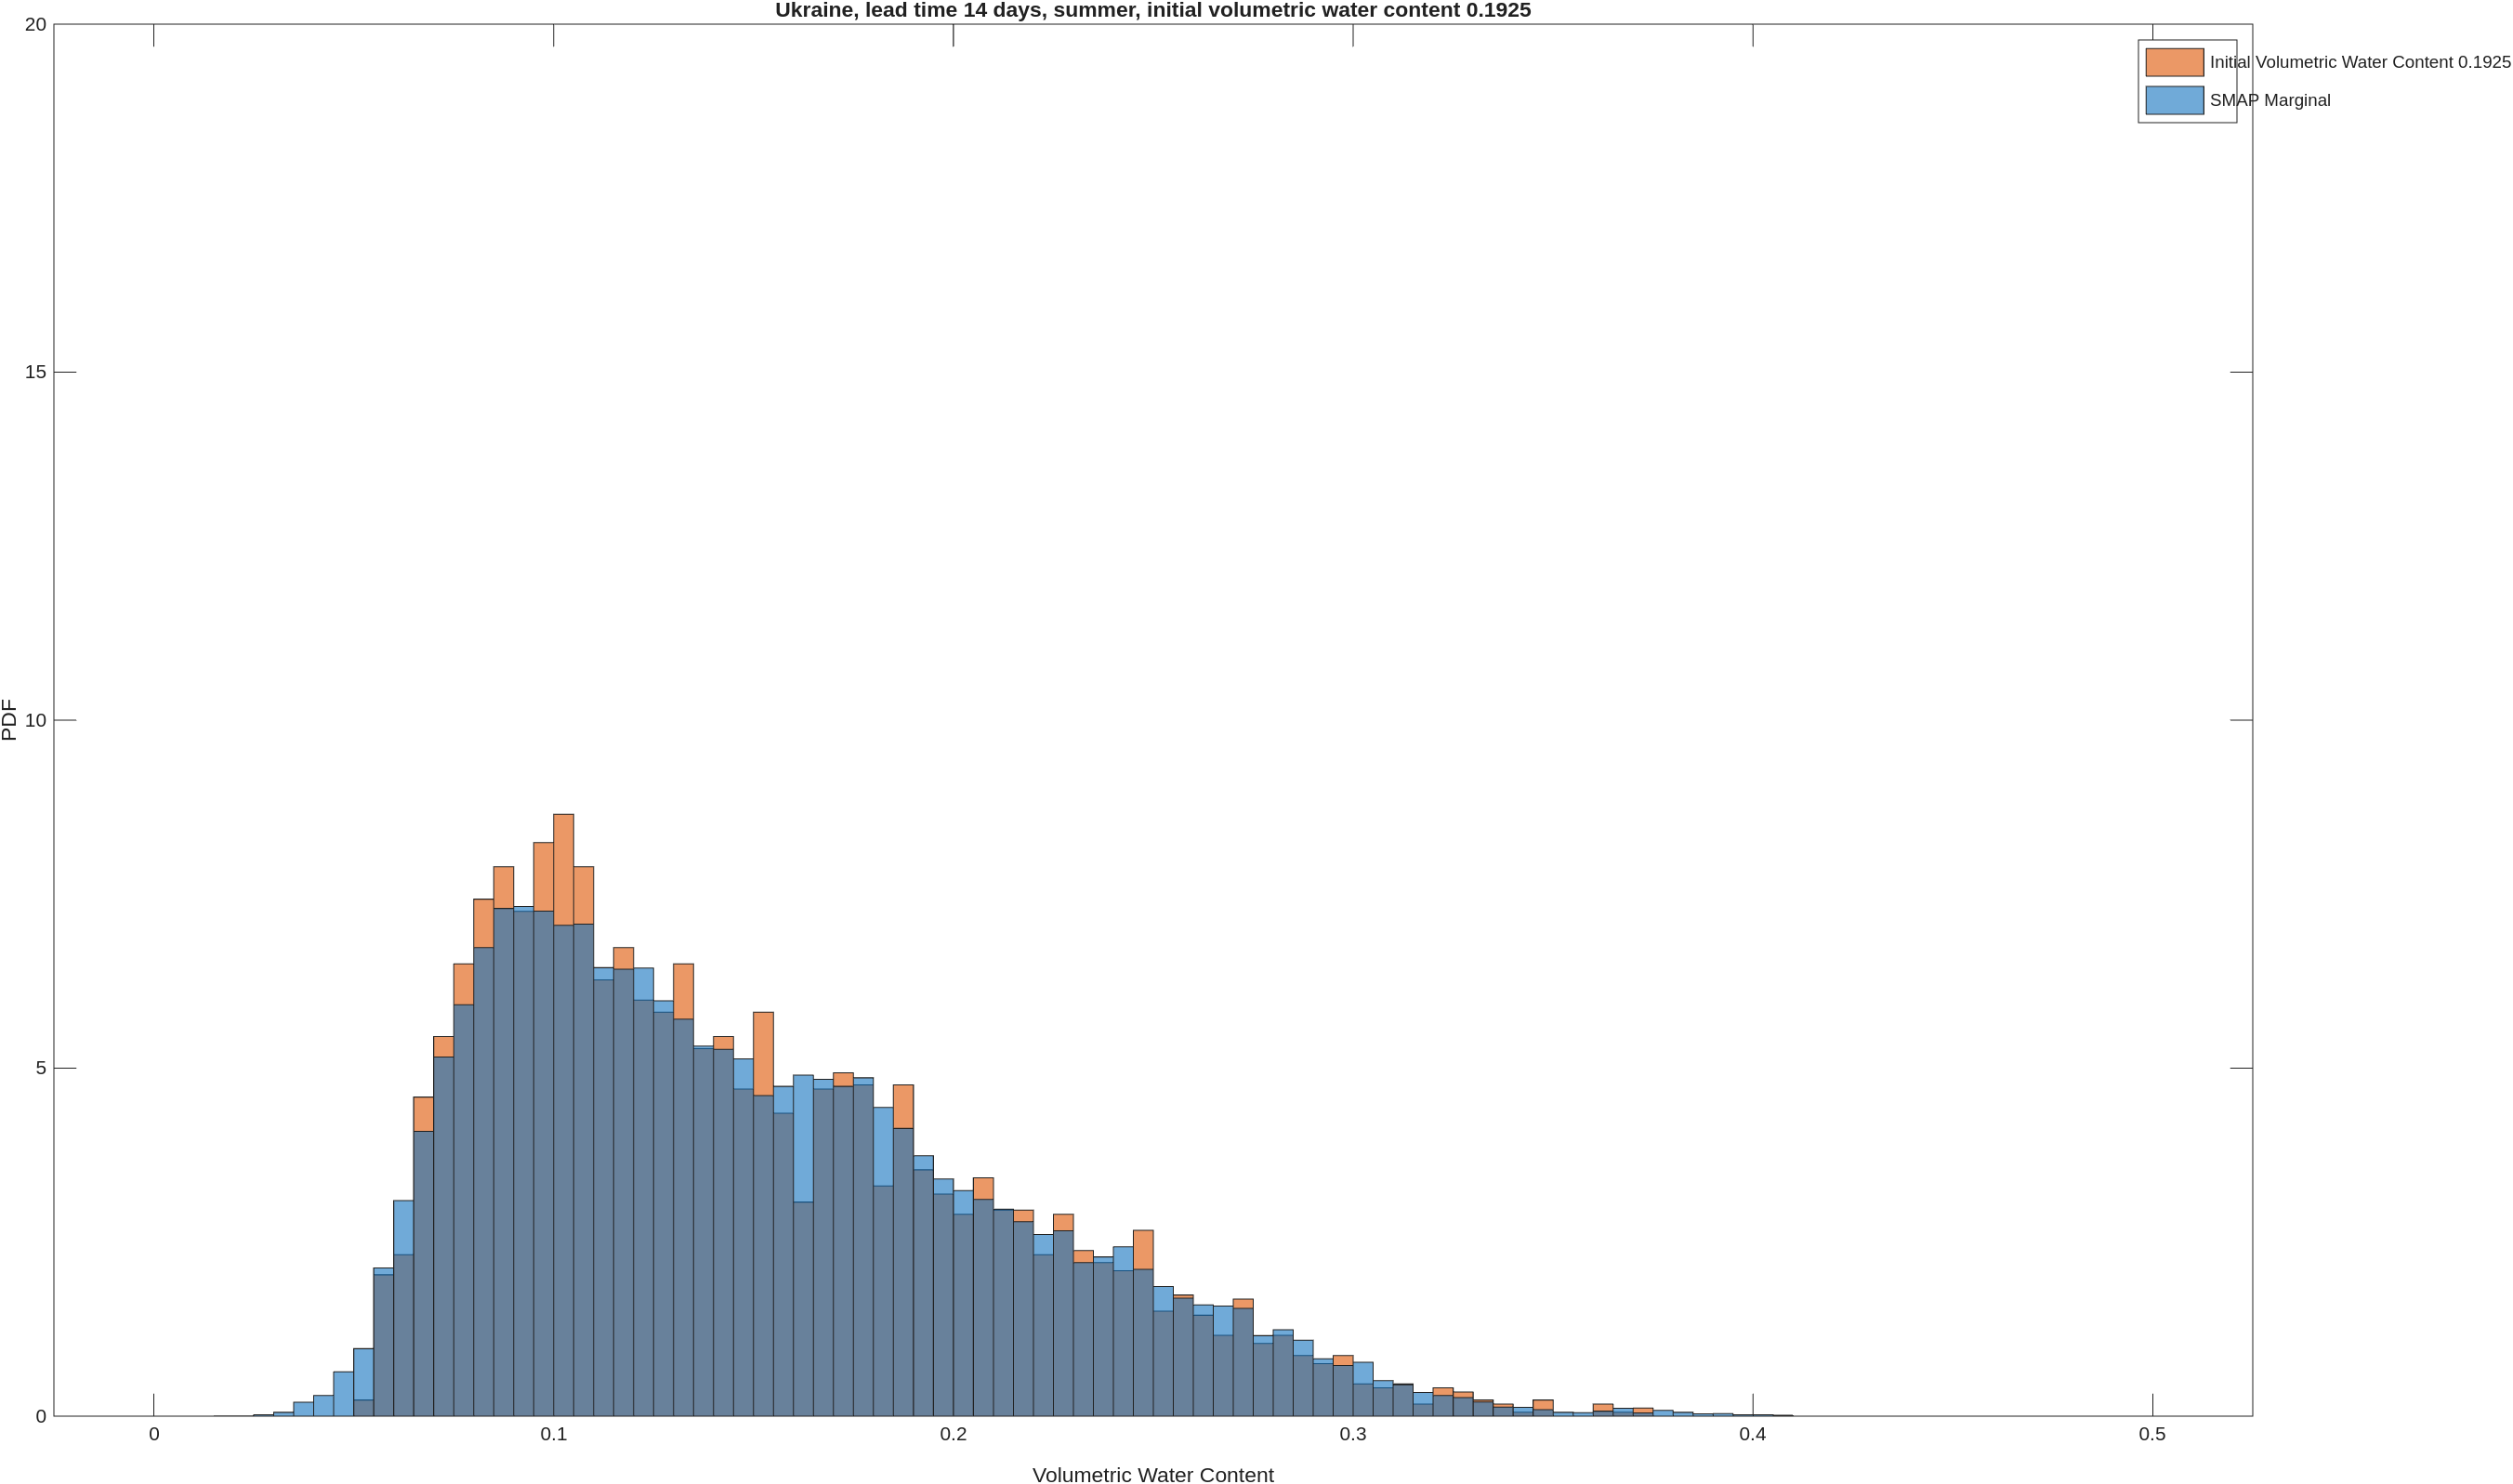 Ukraine, lead time 14 days, summer, initial volumetric water content 0.1925
Initial Volumetric Water Content 0.1925
SMAP Marginal
PDF
20
15
10
5
0
0 0.1 0.2 0.3 0.4 0.5
Volumetric Water Content